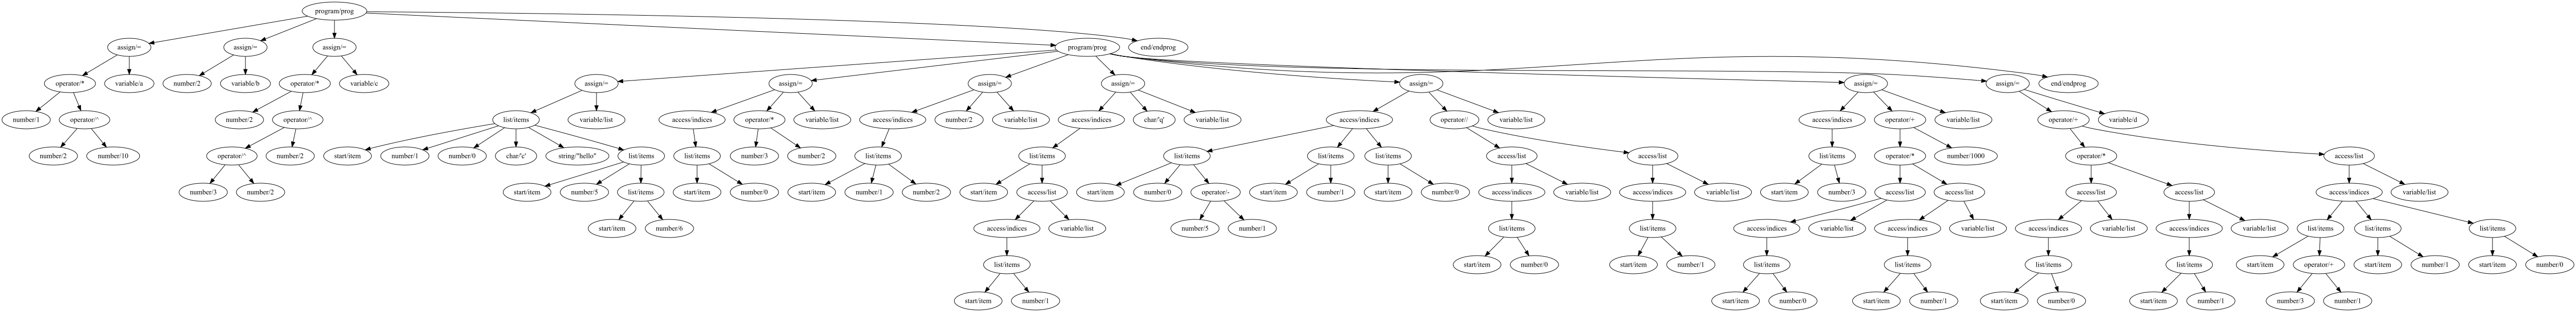 program/prog
assign/= assign/= assign/= program/prog end/endprog
operator/* variable/a number/2 variable/b operator/* variable/c assign/= assign/= assign/= assign/= assign/= assign/= assign/= end/endprog
number/1 operator/^ number/2 operator/^ list/items variable/list access/indices operator/* variable/list access/indices number/2 variable/list access/indices char/'q' variable/list access/indices operator// variable/list access/indices operator/+ variable/list operator/+ variable/d
number/2 number/10 operator/^ number/2 start/item number/1 number/0 char/'c' string/"hello" list/items list/items number/3 number/2 list/items list/items list/items list/items list/items access/list access/list list/items operator/* number/1000 operator/* access/list
number/3 number/2 start/item number/5 list/items start/item number/0 start/item number/1 number/2 start/item access/list start/item number/0 operator/- start/item number/1 start/item number/0 access/indices variable/list access/indices variable/list start/item number/3 access/list access/list access/list access/list access/indices variable/list
start/item number/6 access/indices variable/list number/5 number/1 list/items list/items access/indices variable/list access/indices variable/list access/indices variable/list access/indices variable/list list/items list/items list/items
list/items start/item number/0 start/item number/1 list/items list/items list/items list/items start/item operator/+ start/item number/1 start/item number/0
start/item number/1 start/item number/0 start/item number/1 start/item number/0 start/item number/1 number/3 number/1